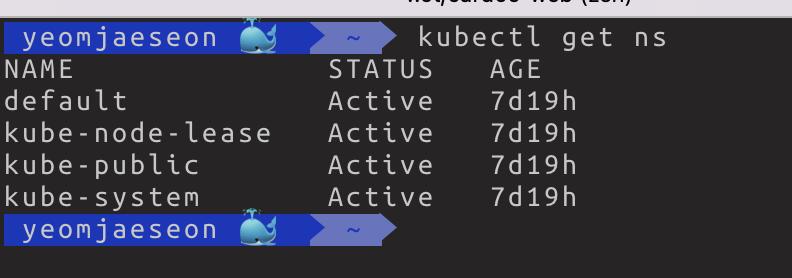 yeomjaeseon 🐳 ~ kubectl get ns
NAME STATUS AGE
default Active 7d19h
kube-node-lease Active 7d19h
kube-public Active 7d19h
kube-system Active 7d19h
yeomjaeseon 🐳 ~